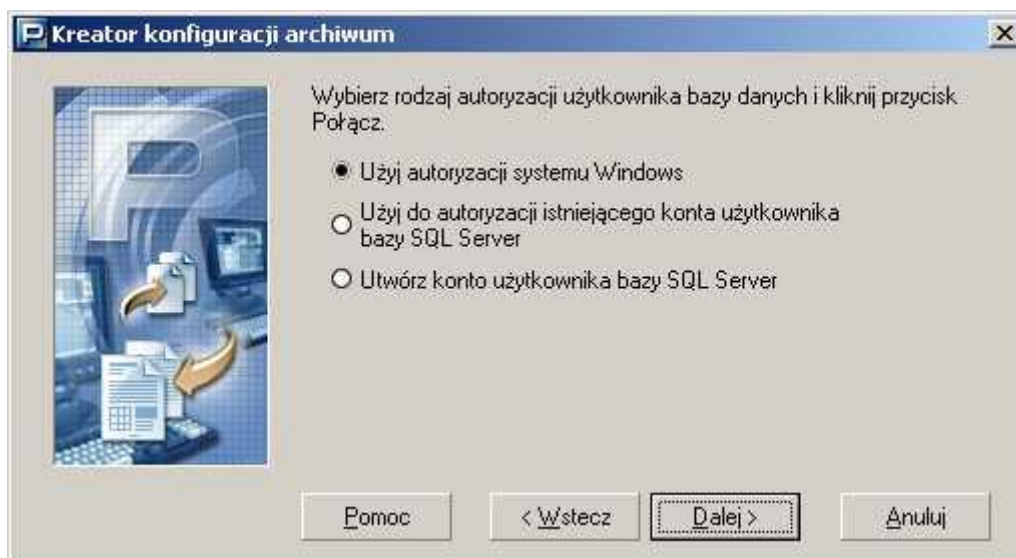 Kreator konfiguracji archiwum
Wybierz rodzaj autoryzacji użytkownika bazy danych i kliknij przycisk
Połącz.
Użyj autoryzacji systemu Windows
Użyj do autoryzacji istniejącego konta użytkownika
bazy SQL Server
Utwórz konto użytkownika bazy SQL Server
Pomoc
< Wstecz
Dalej >
Anuluj